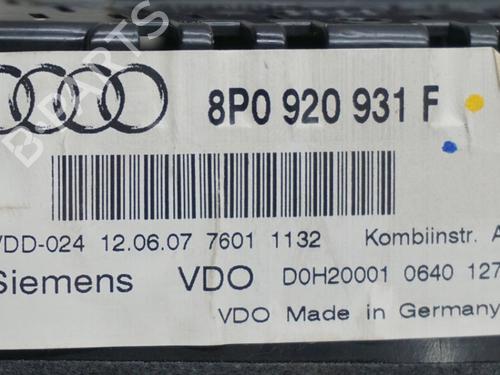 8P0 920 931 F
VDD-024 12.06.07 7601 1132 Kombiinstr. A
Siemens VDO D0H20001 0640 127
VDO Made in Germany
BPARTS